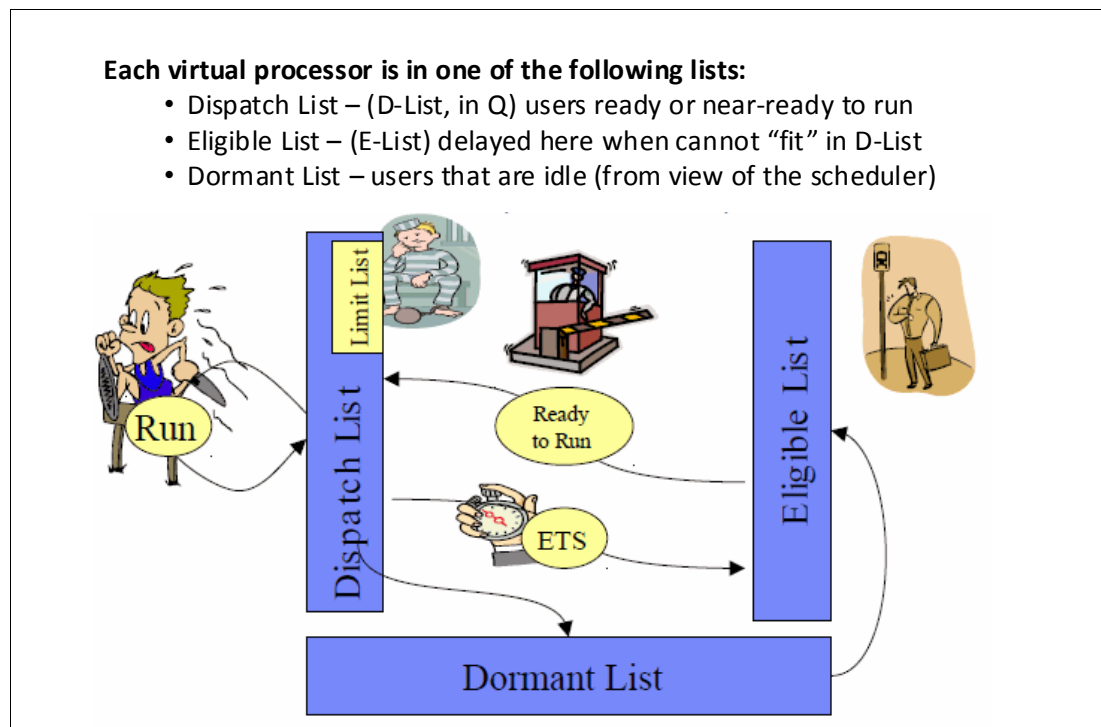 Each virtual processor is in one of the following lists:
• Dispatch List – (D-List, in Q) users ready or near-ready to run
• Eligible List – (E-List) delayed here when cannot “fit” in D-List
• Dormant List – users that are idle (from view of the scheduler)
Limit List
Run
Dispatch List
Ready
to Run
ETS
Eligible List
Dormant List